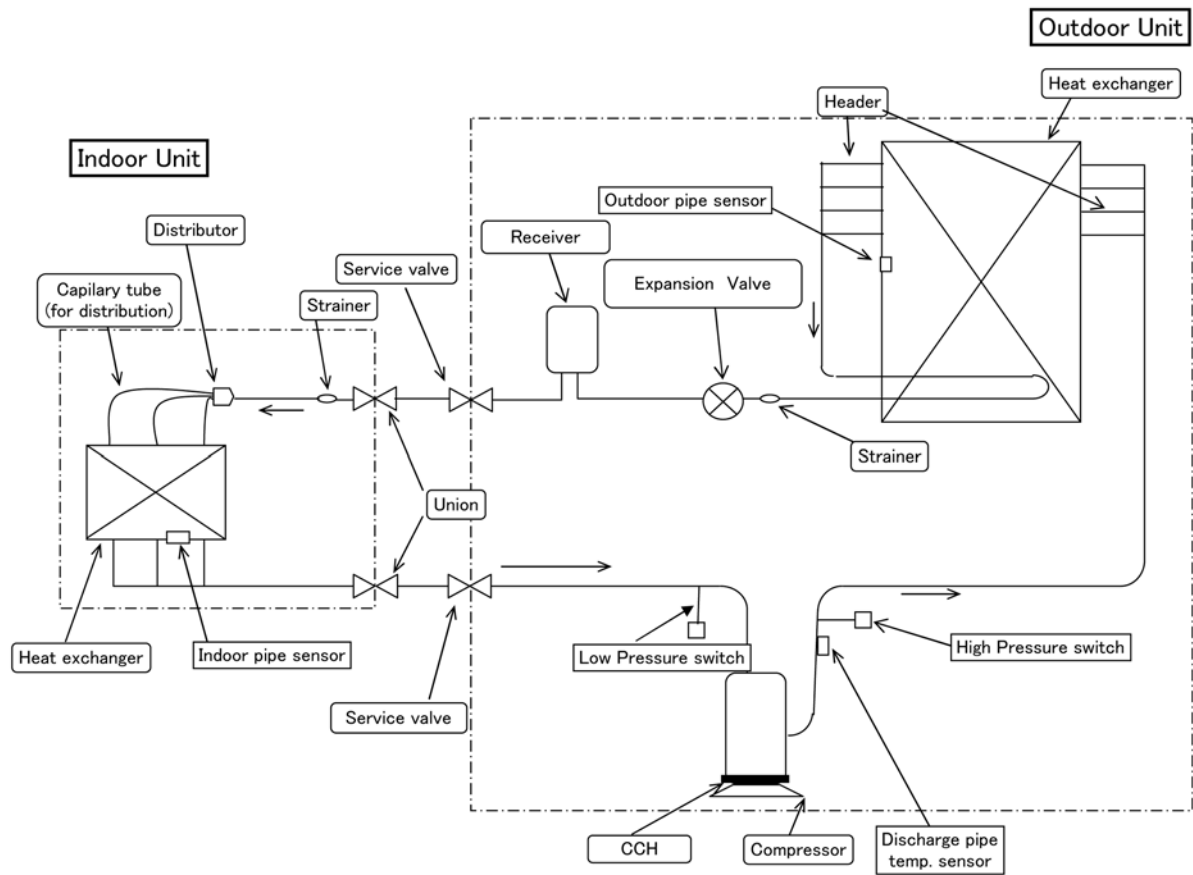 Outdoor Unit
Header
Heat exchanger
Indoor Unit
Outdoor pipe sensor
Distributor
Receiver
Service valve
Expansion Valve
Capilary tube
(for distribution)
Strainer
Strainer
Union
Heat exchanger
Indoor pipe sensor
Low Pressure switch
High Pressure switch
Service valve
CCH
Compressor
Discharge pipe
temp. sensor